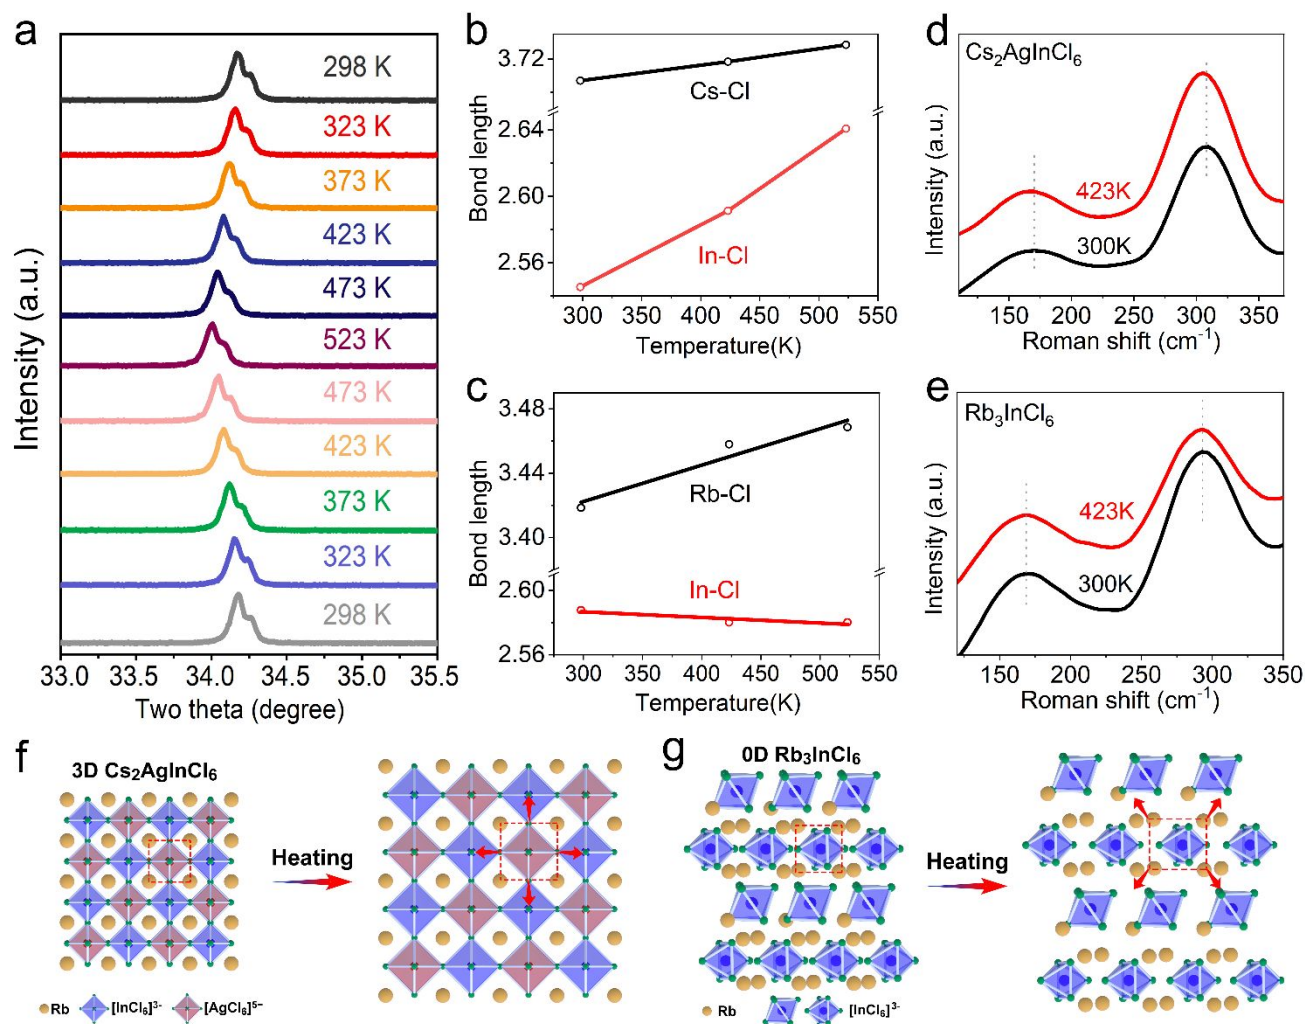 a
298 K
323 K
373 K
423 K
473 K
523 K
473 K
423 K
373 K
323 K
298 K
Intensity (a.u.)
33.0 33.5 34.0 34.5 35.0 35.5
Two theta (degree)
b
3.72
2.64
2.60
2.56
Bond length
Cs-Cl
In-Cl
300 350 400 450 500 550
Temperature(K)
c
3.48
3.44
3.40
2.60
2.56
Bond length
Rb-Cl
In-Cl
300 350 400 450 500 550
Temperature(K)
d
Cs2AgInCl6
423K
300K
Intensity (a.u.)
150 200 250 300 350
Roman shift (cm-1)
e
Rb3InCl6
423K
300K
Intensity (a.u.)
150 200 250 300 350
Roman shift (cm-1)
f
3D Cs2AgInCl6
Heating
Rb [InCl6]3- [AgCl6]5-
g
0D Rb3InCl6
Heating
Rb [InCl6]3-